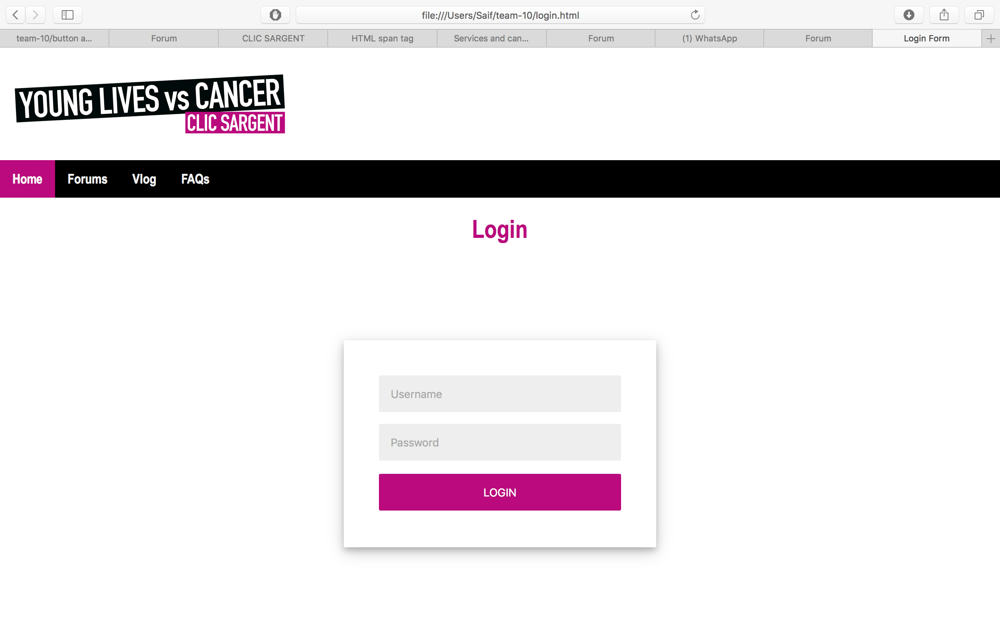 file:///Users/Saif/team-10/login.html
team-10/button a... Forum CLIC SARGENT HTML span tag Services and can... Forum (1) WhatsApp Forum Login Form
YOUNG LIVES vs CANCER
CLIC SARGENT
Home Forums Vlog FAQs
Login
Username
Password
LOGIN